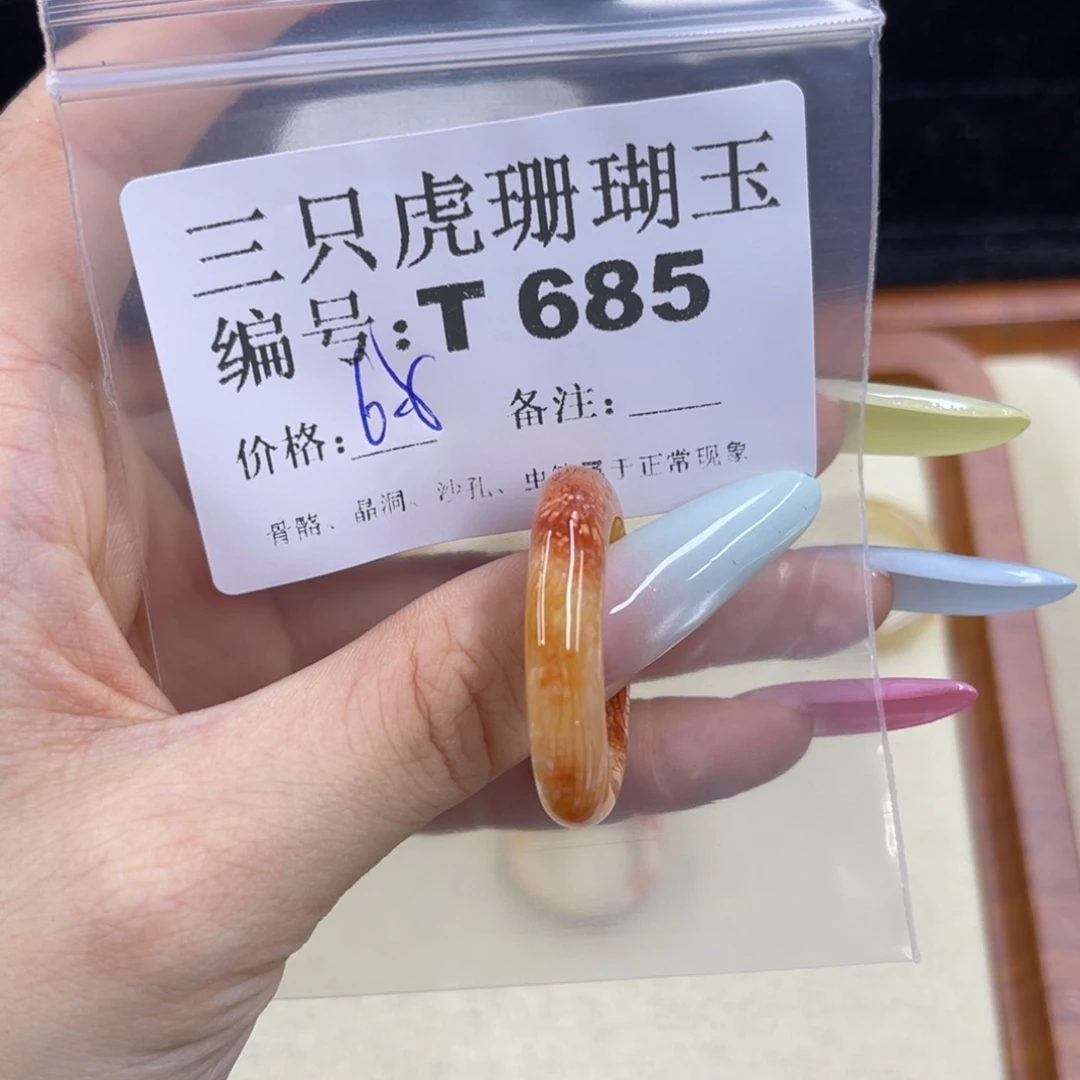 三只虎珊瑚玉
编号:T 685
价格: 68 备注:
骨骼、晶洞、沙孔、虫 属于正常现象